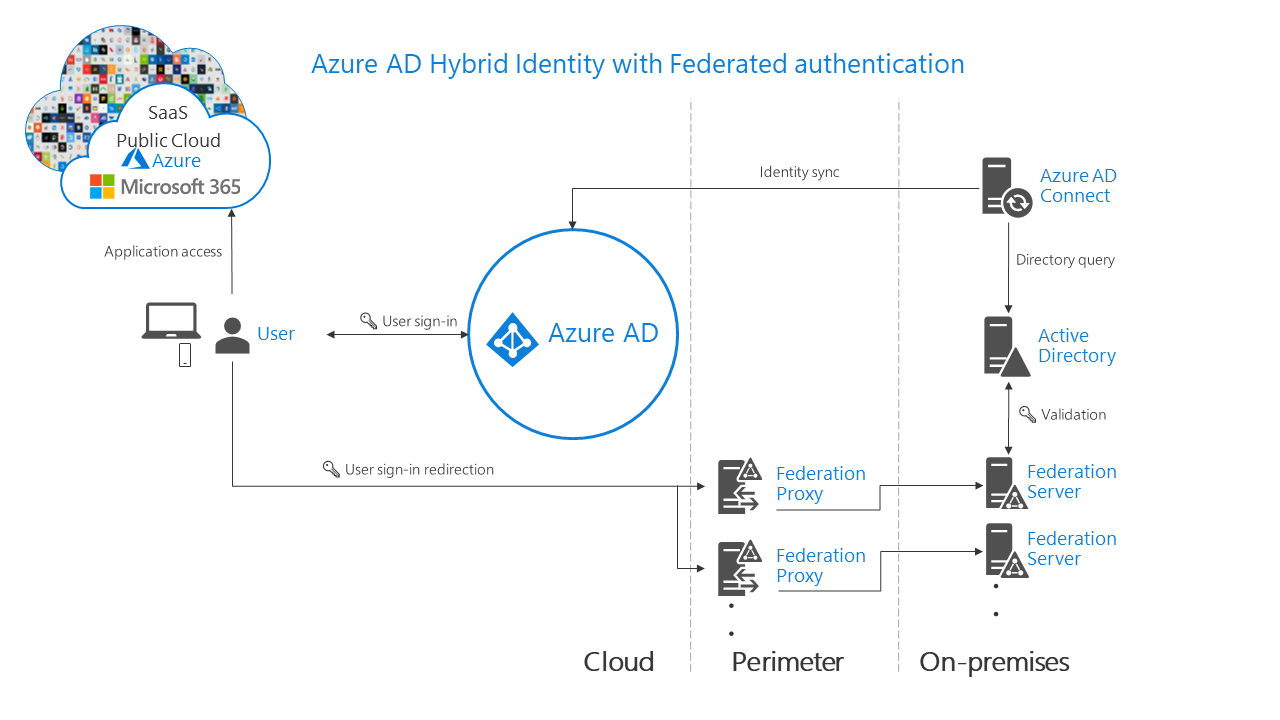 Azure AD Hybrid Identity with Federated authentication
SaaS
Public Cloud
Azure
Microsoft 365
Identity sync
Azure AD
Connect
Application access
Directory query
User sign-in
User
Azure AD
Active
Directory
Validation
User sign-in redirection
Federation
Proxy
Federation
Server
Federation
Proxy
Federation
Server
Cloud
Perimeter
On-premises